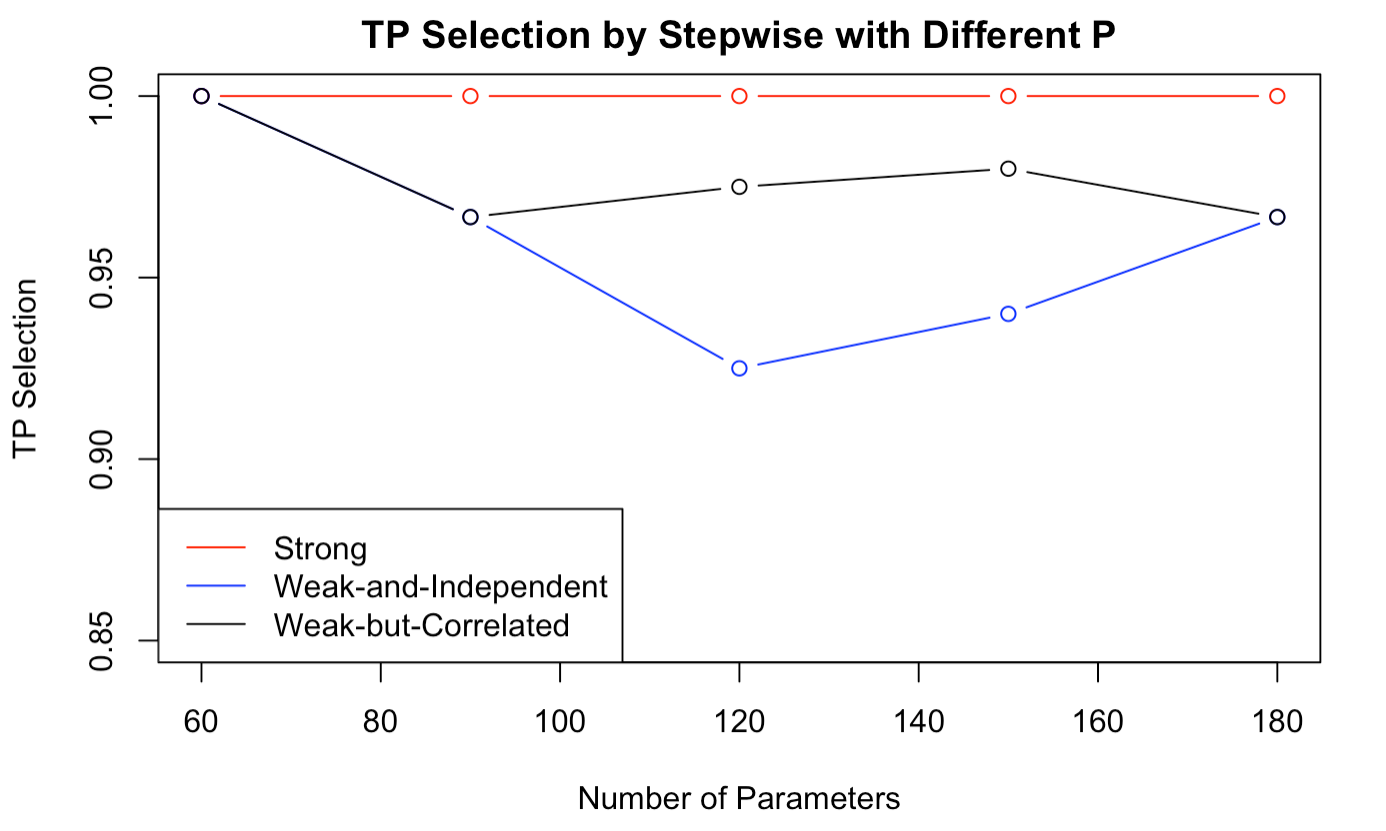 TP Selection by Stepwise with Different P
TP Selection
1.00
0.95
0.90
0.85
Strong
Weak-and-Independent
Weak-but-Correlated
60 80 100 120 140 160 180
Number of Parameters